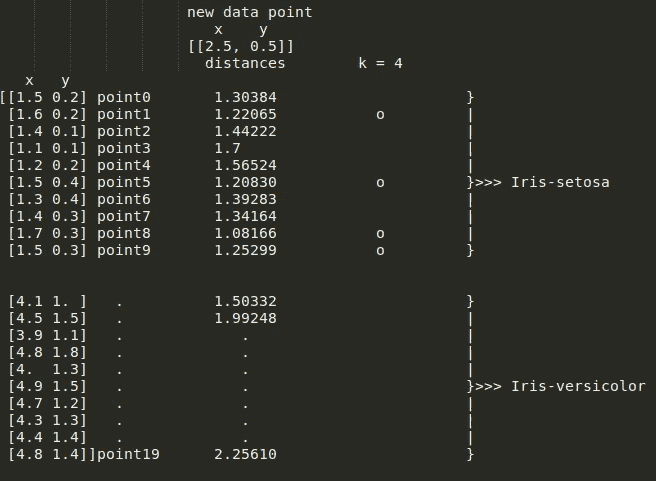 new data point
x y
[[2.5, 0.5]]
distances k = 4
x y
[[1.5 0.2] point0 1.30384 }
[1.6 0.2] point1 1.22065 o |
[1.4 0.1] point2 1.44222 |
[1.1 0.1] point3 1.7 |
[1.2 0.2] point4 1.56524 |
[1.5 0.4] point5 1.20830 o }>>> Iris-setosa
[1.3 0.4] point6 1.39283 |
[1.4 0.3] point7 1.34164 |
[1.7 0.3] point8 1.08166 o |
[1.5 0.3] point9 1.25299 o }
[4.1 1. ] . 1.50332 }
[4.5 1.5] . 1.99248 |
[3.9 1.1] . . |
[4.8 1.8] . . |
[4. 1.3] . . |
[4.9 1.5] . . }>>> Iris-versicolor
[4.7 1.2] . . |
[4.3 1.3] . . |
[4.4 1.4] . . |
[4.8 1.4]]point19 2.25610 }